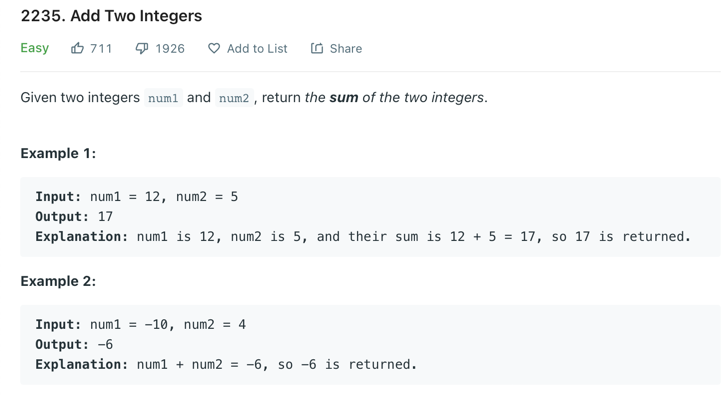 2235. Add Two Integers
Easy 711 1926 Add to List Share
Given two integers num1 and num2, return the sum of the two integers.
Example 1:
Input: num1 = 12, num2 = 5
Output: 17
Explanation: num1 is 12, num2 is 5, and their sum is 12 + 5 = 17, so 17 is returned.
Example 2:
Input: num1 = -10, num2 = 4
Output: -6
Explanation: num1 + num2 = -6, so -6 is returned.